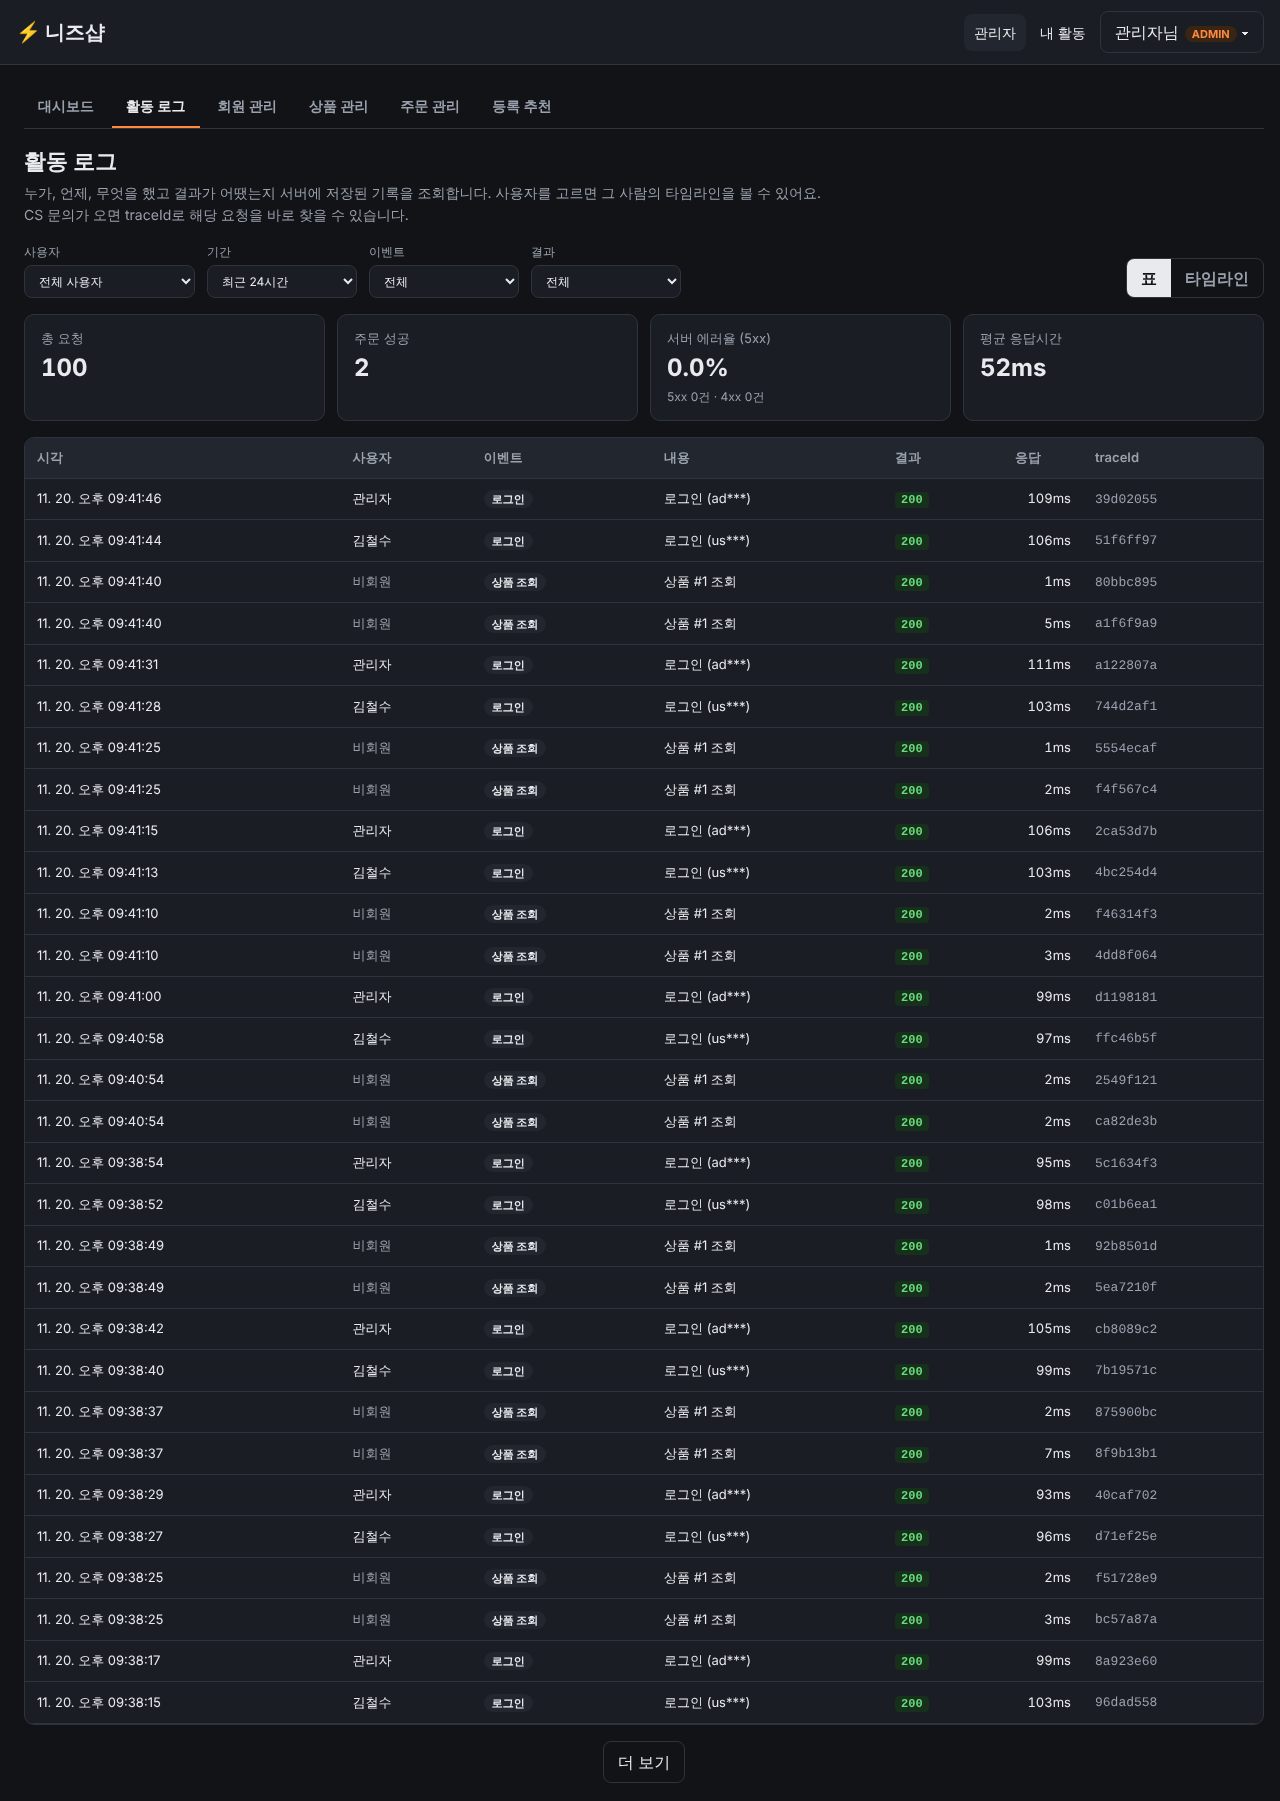 ⚡ 니즈샵
관리자 내 활동 관리자님 ADMIN
대시보드 활동 로그 회원 관리 상품 관리 주문 관리 등록 추천
활동 로그
누가, 언제, 무엇을 했고 결과가 어땠는지 서버에 저장된 기록을 조회합니다. 사용자를 고르면 그 사람의 타임라인을 볼 수 있어요.
CS 문의가 오면 traceId로 해당 요청을 바로 찾을 수 있습니다.
사용자 기간 이벤트 결과
전체 사용자 최근 24시간 전체 전체 표 타임라인
총 요청 주문 성공 서버 에러율 (5xx) 평균 응답시간
100 2 0.0% 52ms
5xx 0건 · 4xx 0건
시각 사용자 이벤트 내용 결과 응답 traceId
11. 20. 오후 09:41:46 관리자 로그인 로그인 (ad***) 200 109ms 39d02055
11. 20. 오후 09:41:44 김철수 로그인 로그인 (us***) 200 106ms 51f6ff97
11. 20. 오후 09:41:40 비회원 상품 조회 상품 #1 조회 200 1ms 80bbc895
11. 20. 오후 09:41:40 비회원 상품 조회 상품 #1 조회 200 5ms a1f6f9a9
11. 20. 오후 09:41:31 관리자 로그인 로그인 (ad***) 200 111ms a122807a
11. 20. 오후 09:41:28 김철수 로그인 로그인 (us***) 200 103ms 744d2af1
11. 20. 오후 09:41:25 비회원 상품 조회 상품 #1 조회 200 1ms 5554ecaf
11. 20. 오후 09:41:25 비회원 상품 조회 상품 #1 조회 200 2ms f4f567c4
11. 20. 오후 09:41:15 관리자 로그인 로그인 (ad***) 200 106ms 2ca53d7b
11. 20. 오후 09:41:13 김철수 로그인 로그인 (us***) 200 103ms 4bc254d4
11. 20. 오후 09:41:10 비회원 상품 조회 상품 #1 조회 200 2ms f46314f3
11. 20. 오후 09:41:10 비회원 상품 조회 상품 #1 조회 200 3ms 4dd8f064
11. 20. 오후 09:41:00 관리자 로그인 로그인 (ad***) 200 99ms d1198181
11. 20. 오후 09:40:58 김철수 로그인 로그인 (us***) 200 97ms ffc46b5f
11. 20. 오후 09:40:54 비회원 상품 조회 상품 #1 조회 200 2ms 2549f121
11. 20. 오후 09:40:54 비회원 상품 조회 상품 #1 조회 200 2ms ca82de3b
11. 20. 오후 09:38:54 관리자 로그인 로그인 (ad***) 200 95ms 5c1634f3
11. 20. 오후 09:38:52 김철수 로그인 로그인 (us***) 200 98ms c01b6ea1
11. 20. 오후 09:38:49 비회원 상품 조회 상품 #1 조회 200 1ms 92b8501d
11. 20. 오후 09:38:49 비회원 상품 조회 상품 #1 조회 200 2ms 5ea7210f
11. 20. 오후 09:38:42 관리자 로그인 로그인 (ad***) 200 105ms cb8089c2
11. 20. 오후 09:38:40 김철수 로그인 로그인 (us***) 200 99ms 7b19571c
11. 20. 오후 09:38:37 비회원 상품 조회 상품 #1 조회 200 2ms 875900bc
11. 20. 오후 09:38:37 비회원 상품 조회 상품 #1 조회 200 7ms 8f9b13b1
11. 20. 오후 09:38:29 관리자 로그인 로그인 (ad***) 200 93ms 40caf702
11. 20. 오후 09:38:27 김철수 로그인 로그인 (us***) 200 96ms d71ef25e
11. 20. 오후 09:38:25 비회원 상품 조회 상품 #1 조회 200 2ms f51728e9
11. 20. 오후 09:38:25 비회원 상품 조회 상품 #1 조회 200 3ms bc57a87a
11. 20. 오후 09:38:17 관리자 로그인 로그인 (ad***) 200 99ms 8a923e60
11. 20. 오후 09:38:15 김철수 로그인 로그인 (us***) 200 103ms 96dad558
더 보기